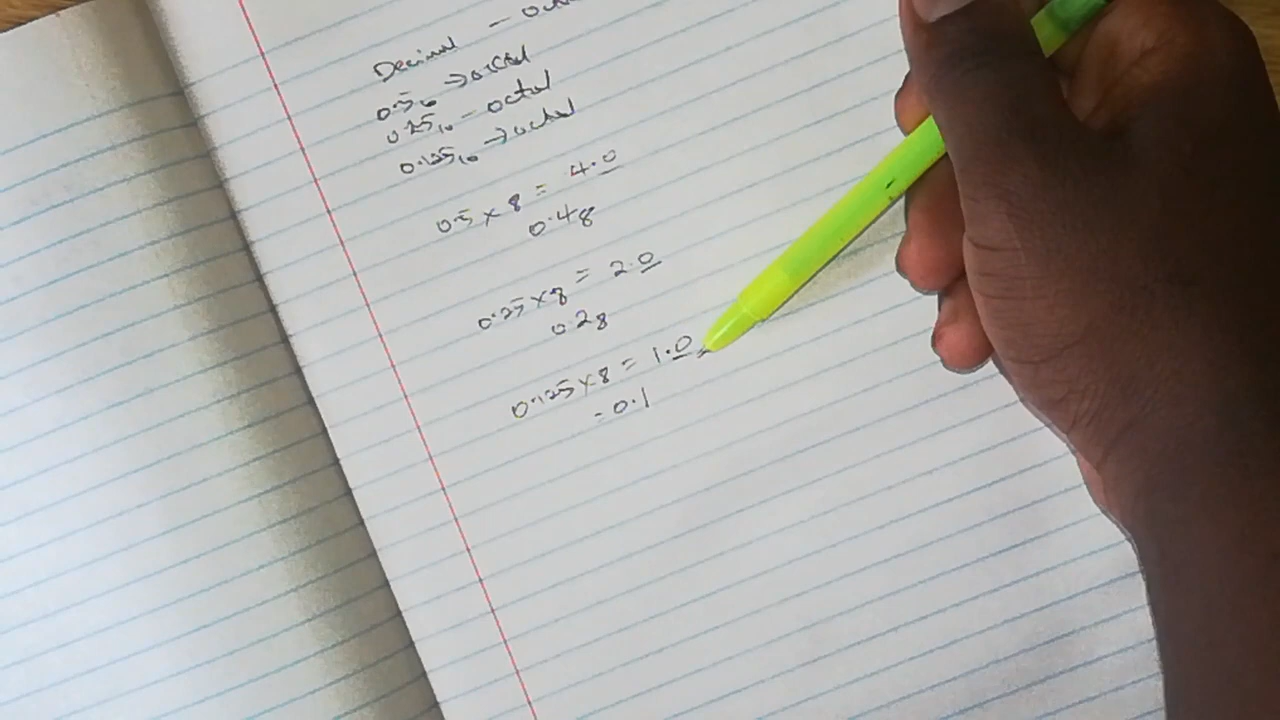 Decimal - Octal
0.5₁₀ → octal
0.25₁₀ - octal
0.125₁₀ → octal
0.5 × 8 = 4.0
0.4₈
0.25 × 8 = 2.0
0.2₈
0.125 × 8 = 1.0
= 0.1